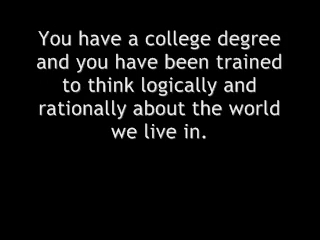 You have a college degree
and you have been trained
to think logically and
rationally about the world
we live in.